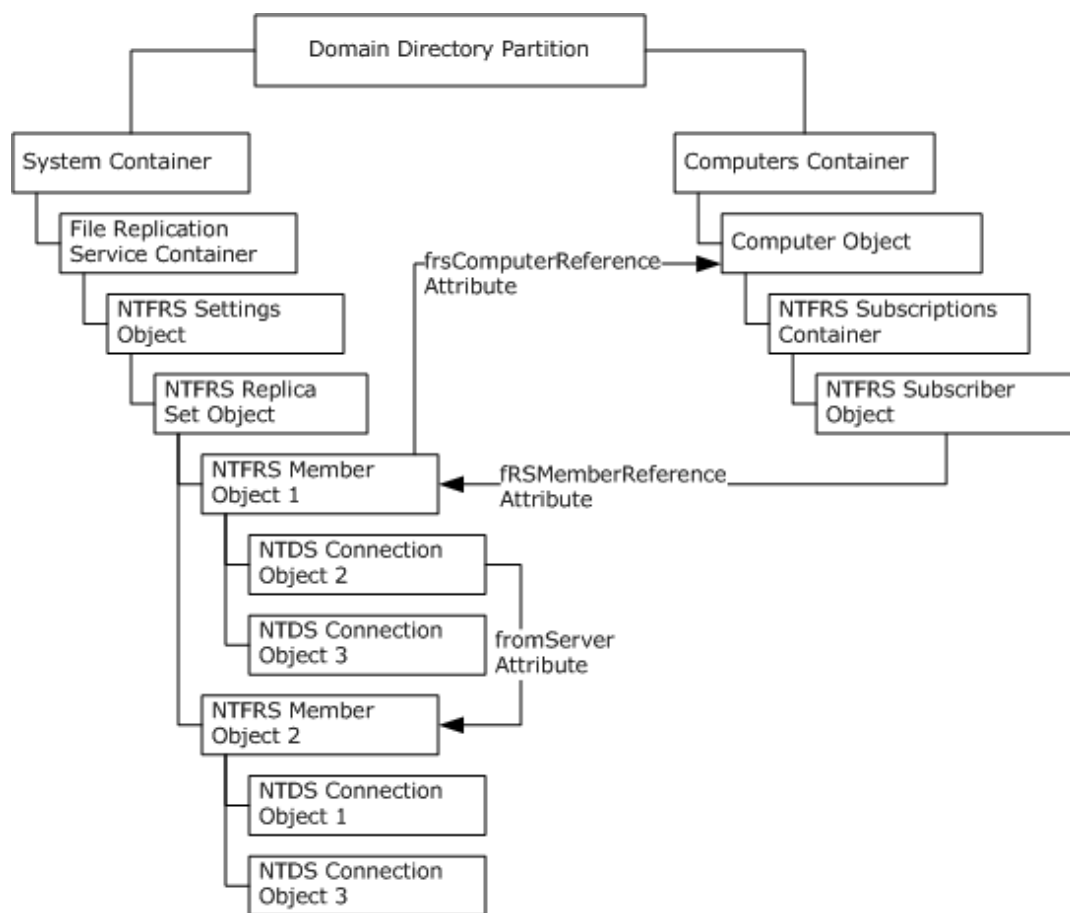 Domain Directory Partition
System Container
Computers Container
File Replication
Service Container
Computer Object
frsComputerReference
Attribute
NTFRS Settings
Object
NTFRS Subscriptions
Container
NTFRS Replica
Set Object
NTFRS Subscriber
Object
NTFRS Member
Object 1
fRSMemberReference
Attribute
NTDS Connection
Object 2
NTDS Connection
Object 3
fromServer
Attribute
NTFRS Member
Object 2
NTDS Connection
Object 1
NTDS Connection
Object 3